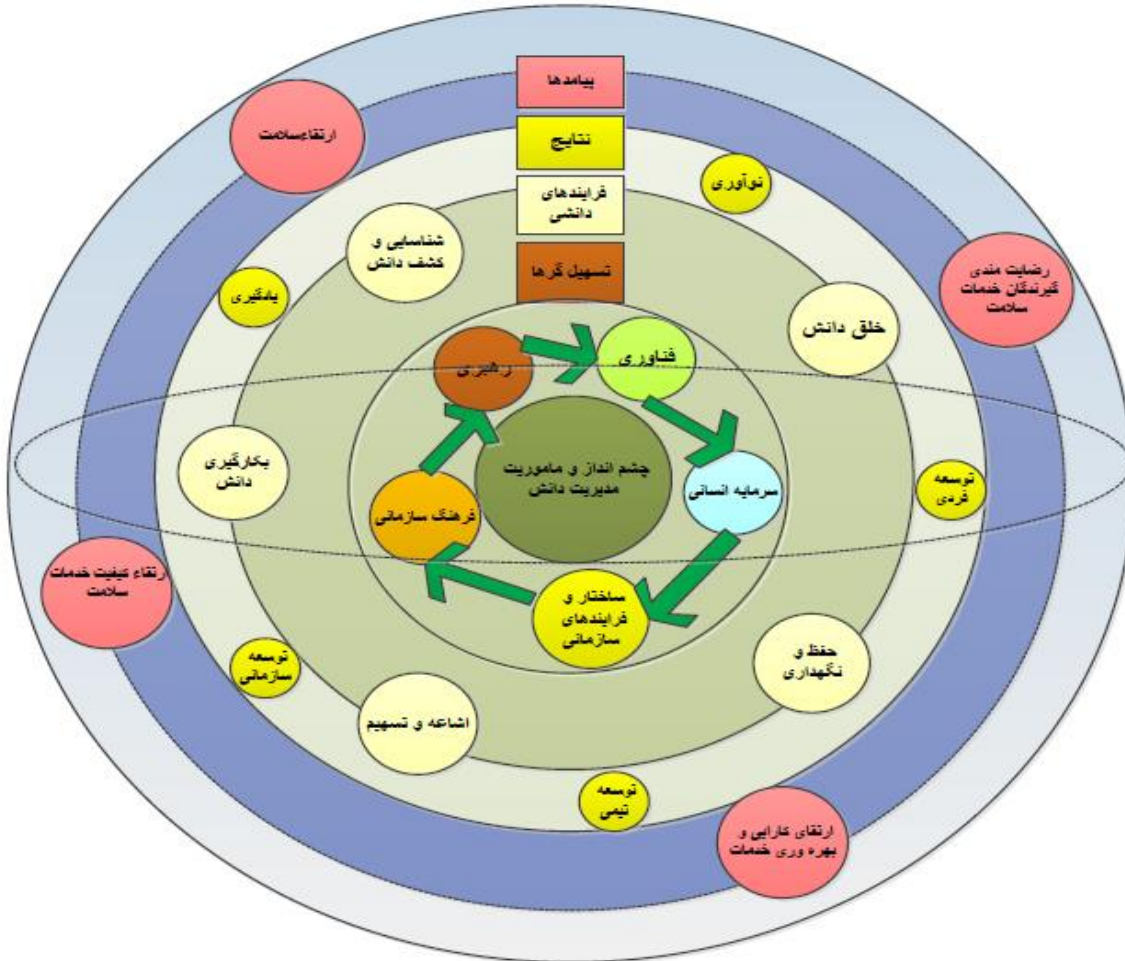 پیامدها
نتایج
فرایندهای
دانشی
تسهیل گرها
ارتقاءسلامت
نوآوری
رضایت مندی
گیرندگان خدمات
سلامت
شناسایی و
کشف دانش
یادگیری
خلق دانش
رهبری
فناوری
بکارگیری
دانش
چشم انداز و ماموریت
مدیریت دانش
سرمایه انسانی
توسعه
فردی
فرهنگ سازمانی
رتقاء کیفیت خدمات
سلامت
ساختار و
فرایندهای
سازمانی
حفظ و
نگهداری
توسعه
سازمانی
اشاعه و تسهیم
توسعه
تیمی
ارتقای کارایی و
بهره وری خدمات